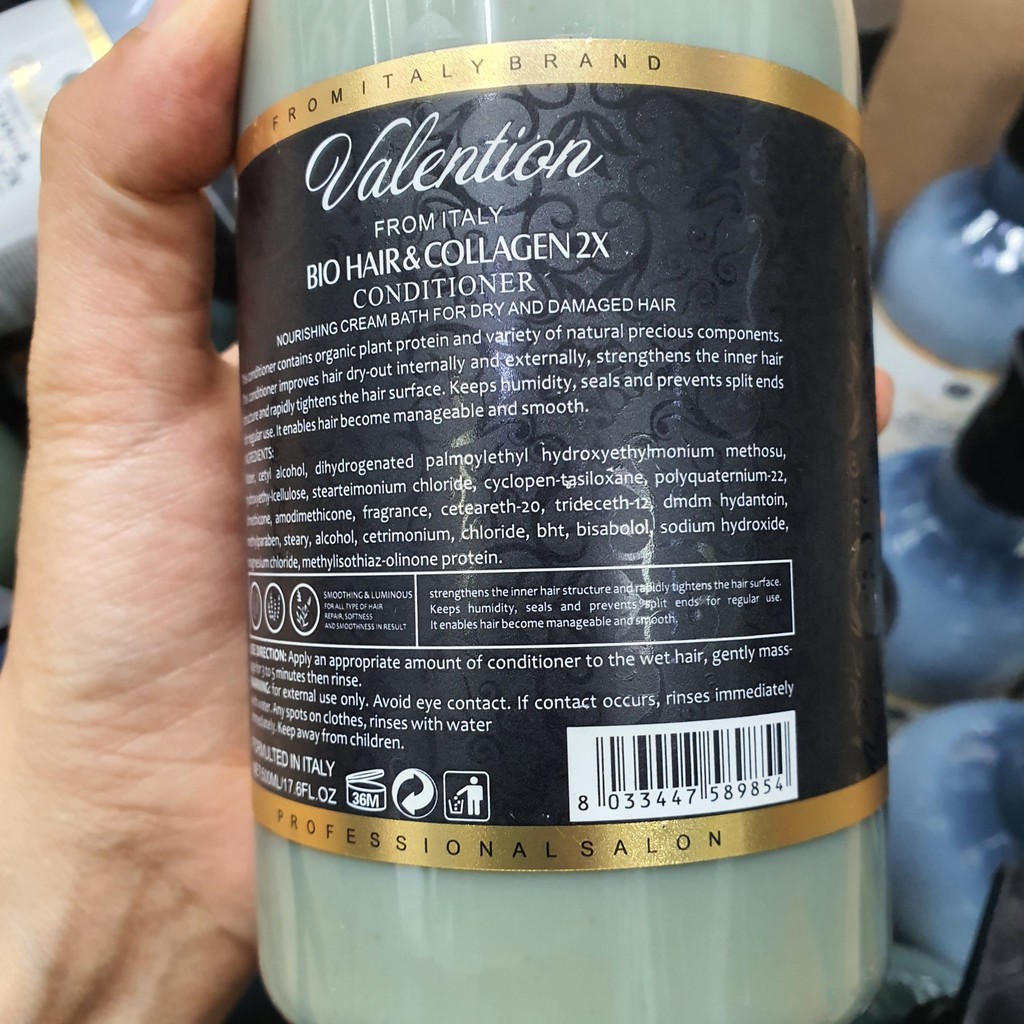 FROM ITALY BRAND
Valention
FROM ITALY
BIO HAIR & COLLAGEN 2X
CONDITIONER
NOURISHING CREAM BATH FOR DRY AND DAMAGED HAIR
conditioner contains organic plant protein and variety of natural precious components.
conditioner improves hair dry-out internally and externally, strengthens the inner hair
and rapidly tightens the hair surface. Keeps humidity, seals and prevents split ends
regular use. It enables hair become manageable and smooth.
cetyl alcohol, dihydrogenated palmoylethyl hydroxyethylmonium methosu,
stearteimonium chloride, cyclopen-tasiloxane, polyquaternium-22,
amodimethicone, fragrance, ceteareth-20, trideceth-12, dmdm hydantoin,
steary, alcohol, cetrimonium, chloride, bht, bisabolol, sodium hydroxide,
chloride, methylisothiaz-olinone protein.
SMOOTHING & LUMINOUS
FOR ALL TYPE OF HAIR
REPAIR, SOFTNESS
AND SMOOTHNESS IN RESULT
strengthens the inner hair structure and rapidly tightens the hair surface.
Keeps humidity, seals and prevents split ends for regular use.
It enables hair become manageable and smooth.
DIRECTION: Apply an appropriate amount of conditioner to the wet hair, gently mass-
3 to 5 minutes then rinse.
for external use only. Avoid eye contact. If contact occurs, rinses immediately
water. Any spots on clothes, rinses with water
Keep away from children.
IN ITALY
500ML/17.6FL.OZ
36M
8 033447 589854
PROFESSIONAL SALON